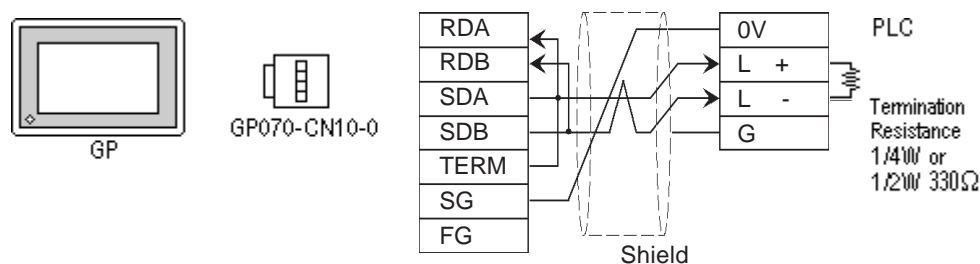 GP
GP070-CN10-0
RDA
RDB
SDA
SDB
TERM
SG
FG
Shield
0V
L +
L -
G
PLC
Termination
Resistance
1/4W or
1/2W 330Ω